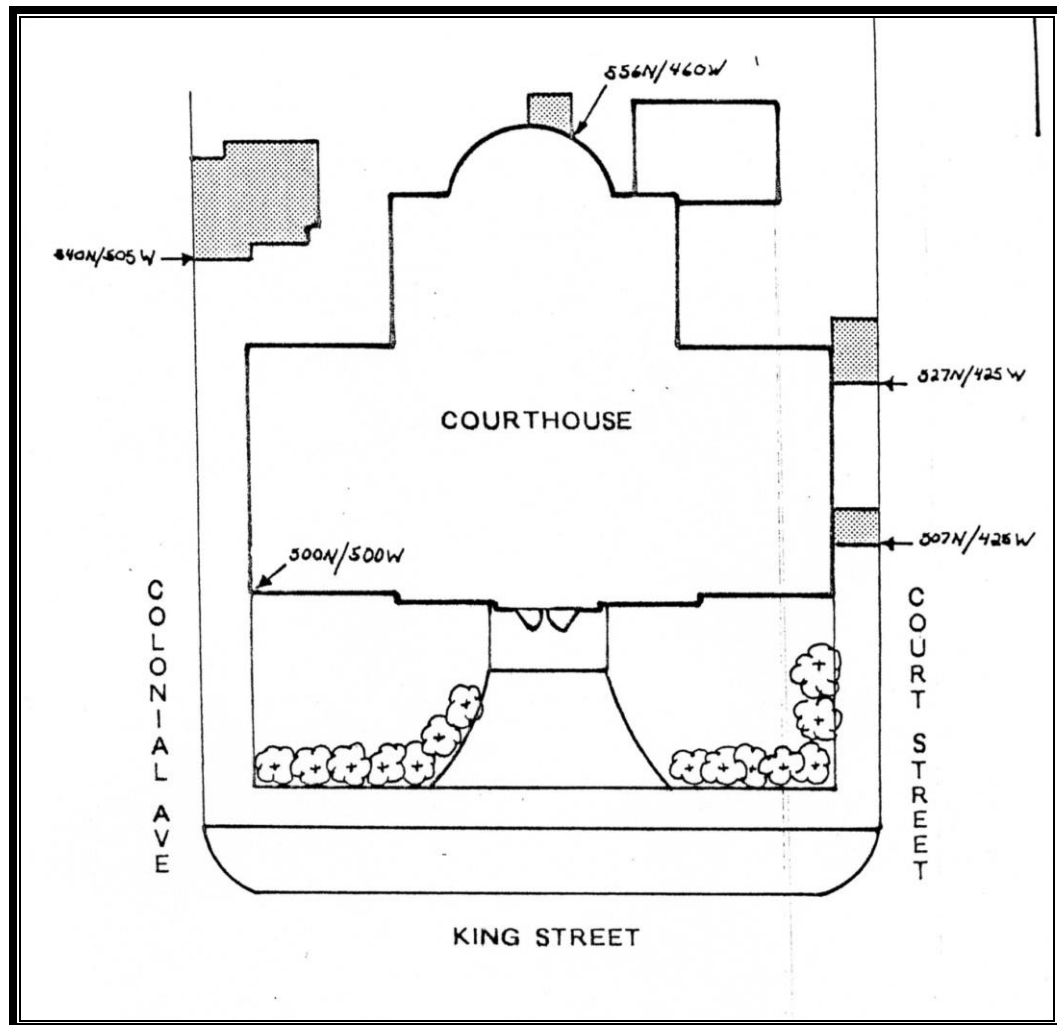 556N/460W
540N/505W
527N/425W
COURTHOUSE
507N/425W
500N/500W
COLONIAL AVE
COURT STREET
KING STREET